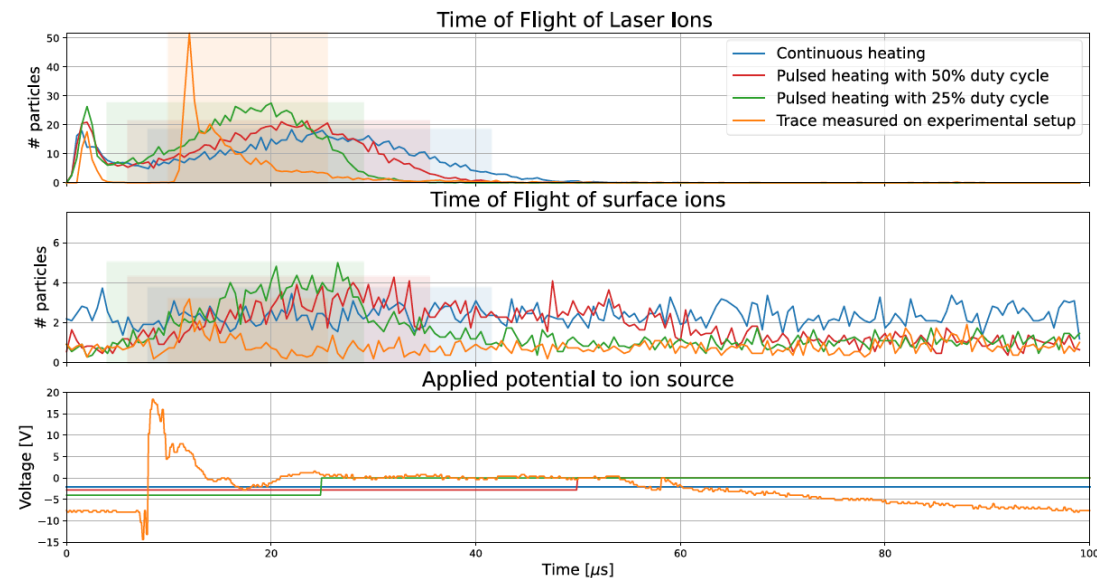 Time of Flight of Laser Ions
# particles
50
40
30
20
10
0
Continuous heating
Pulsed heating with 50% duty cycle
Pulsed heating with 25% duty cycle
Trace measured on experimental setup
Time of Flight of surface ions
# particles
6
4
2
0
Applied potential to ion source
Voltage [V]
20
15
10
5
0
−5
−10
−15
0 20 40 60 80 100
Time [μs]